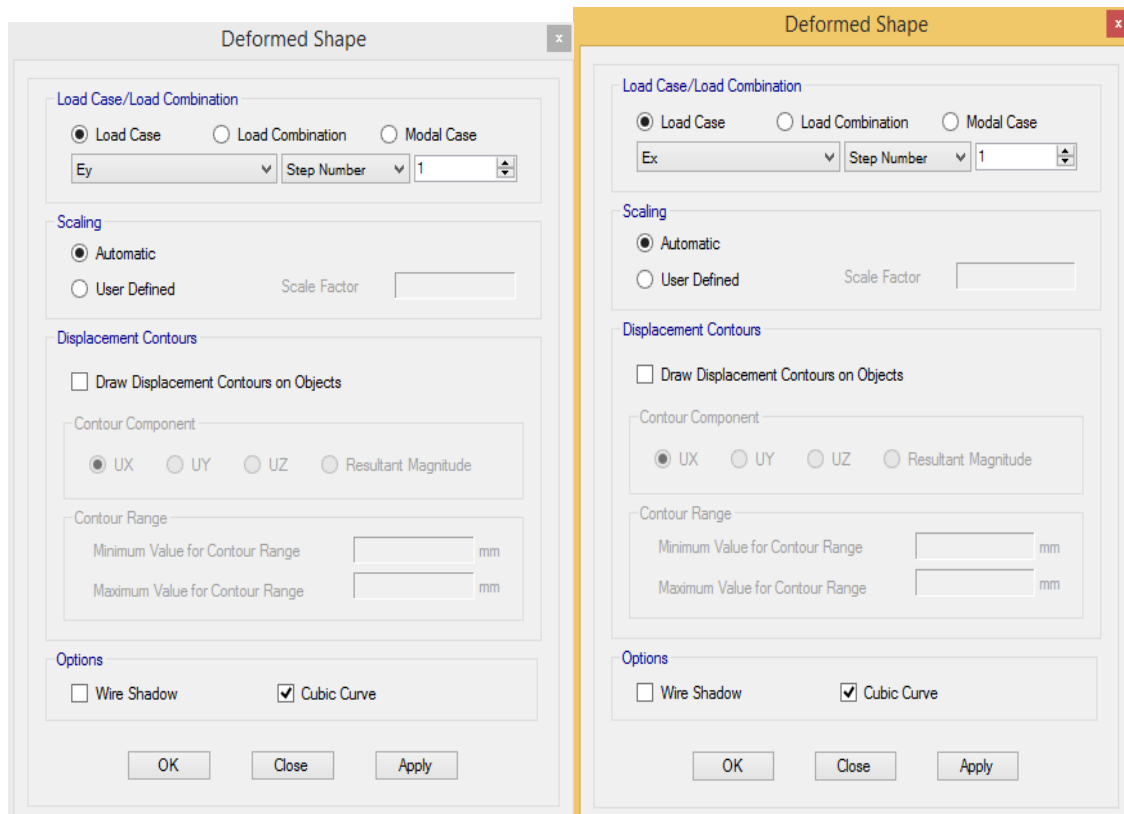 Deformed Shape
x
Load Case/Load Combination
Load Case Load Combination Modal Case
Ey Step Number 1
Scaling
Automatic
User Defined Scale Factor
Displacement Contours
Draw Displacement Contours on Objects
Contour Component
UX UY UZ Resultant Magnitude
Contour Range
Minimum Value for Contour Range mm
Maximum Value for Contour Range mm
Options
Wire Shadow Cubic Curve
OK Close Apply
Deformed Shape
x
Load Case/Load Combination
Load Case Load Combination Modal Case
Ex Step Number 1
Scaling
Automatic
User Defined Scale Factor
Displacement Contours
Draw Displacement Contours on Objects
Contour Component
UX UY UZ Resultant Magnitude
Contour Range
Minimum Value for Contour Range mm
Maximum Value for Contour Range mm
Options
Wire Shadow Cubic Curve
OK Close Apply